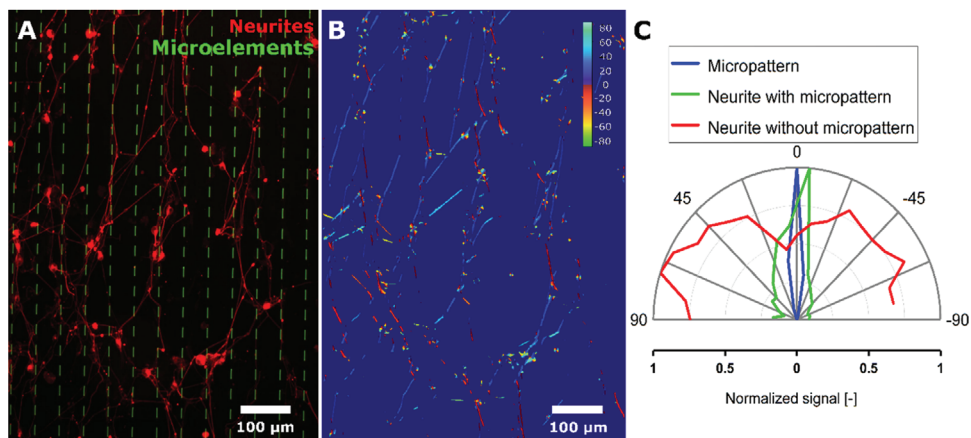 A
Neurites
Microelements
100 µm
B
80
60
40
20
0
-20
-40
-60
-80
100 µm
C
Micropattern
Neurite with micropattern
Neurite without micropattern
0
45
-45
90
-90
1 0.5 0 0.5 1
Normalized signal [-]